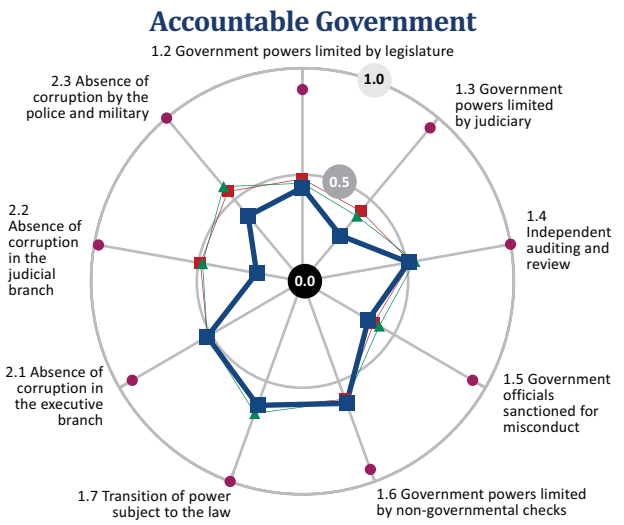 Accountable Government
1.2 Government powers limited by legislature
1.0
2.3 Absence of
corruption by the
police and military
1.3 Government
powers limited
by judiciary
0.5
2.2
Absence of
corruption
in the
judicial
branch
1.4
Independent
auditing and
review
0.0
2.1 Absence of
corruption in
the executive
branch
1.5 Government
officials
sanctioned for
misconduct
1.7 Transition of power
subject to the law
1.6 Government powers limited
by non-governmental checks